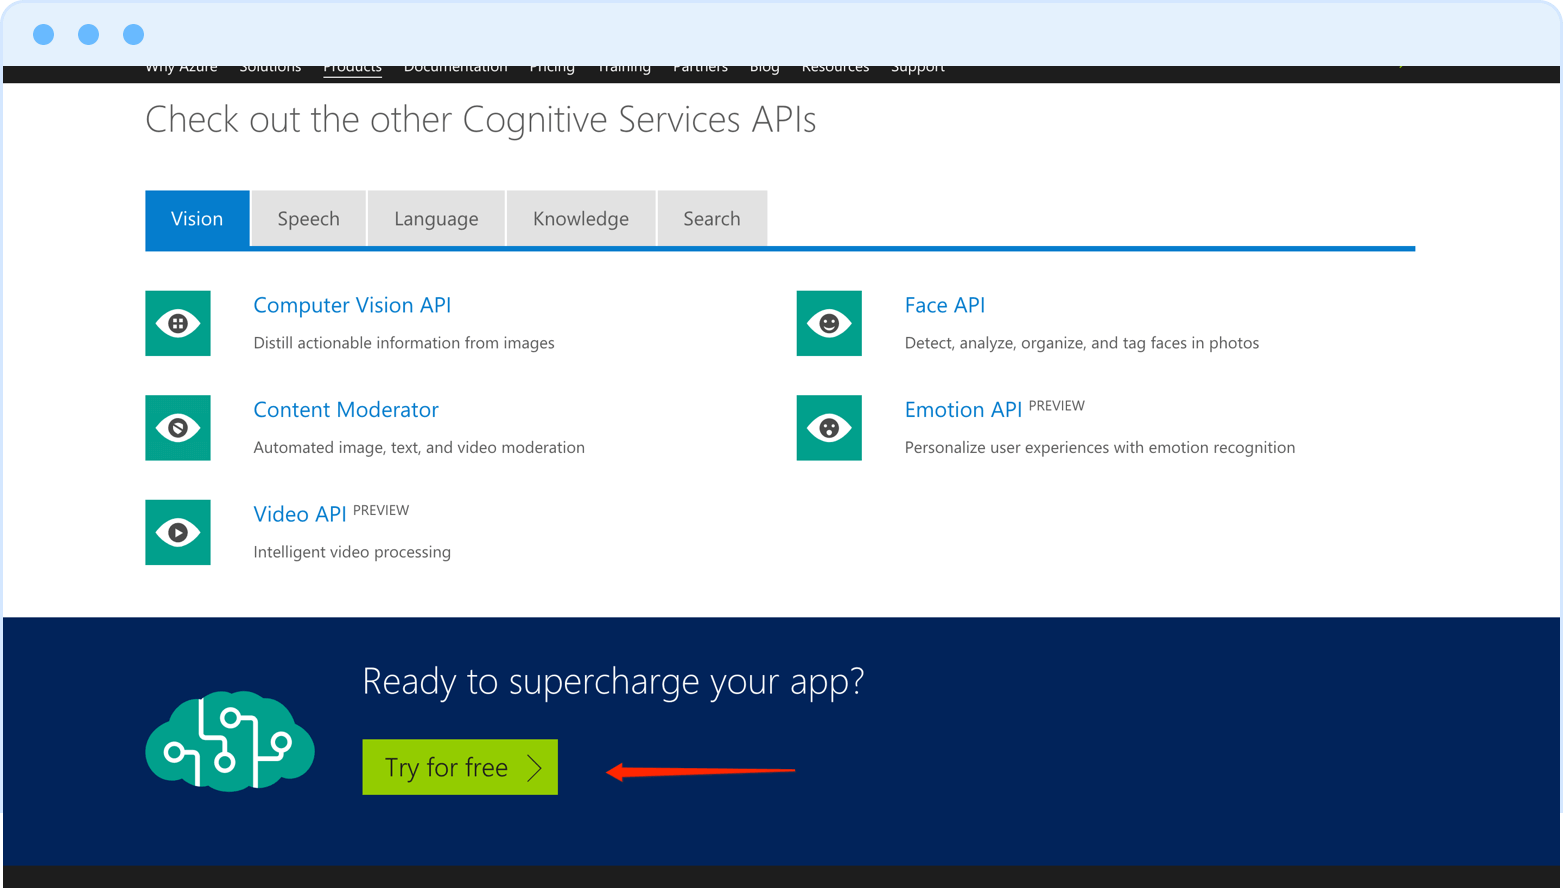 Why Azure Solutions Products Documentation Pricing Training Partners Blog Resources Support
Check out the other Cognitive Services APIs
Vision Speech Language Knowledge Search
Computer Vision API
Distill actionable information from images
Face API
Detect, analyze, organize, and tag faces in photos
Content Moderator
Automated image, text, and video moderation
Emotion API PREVIEW
Personalize user experiences with emotion recognition
Video API PREVIEW
Intelligent video processing
Ready to supercharge your app?
Try for free